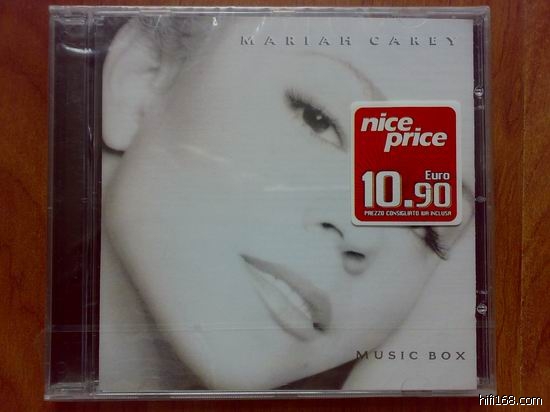 MARIAH CAREY
nice
price
Euro
10.90
PREZZO CONSIGLIATO IVA INCLUSA
MUSIC BOX
hifi168.com